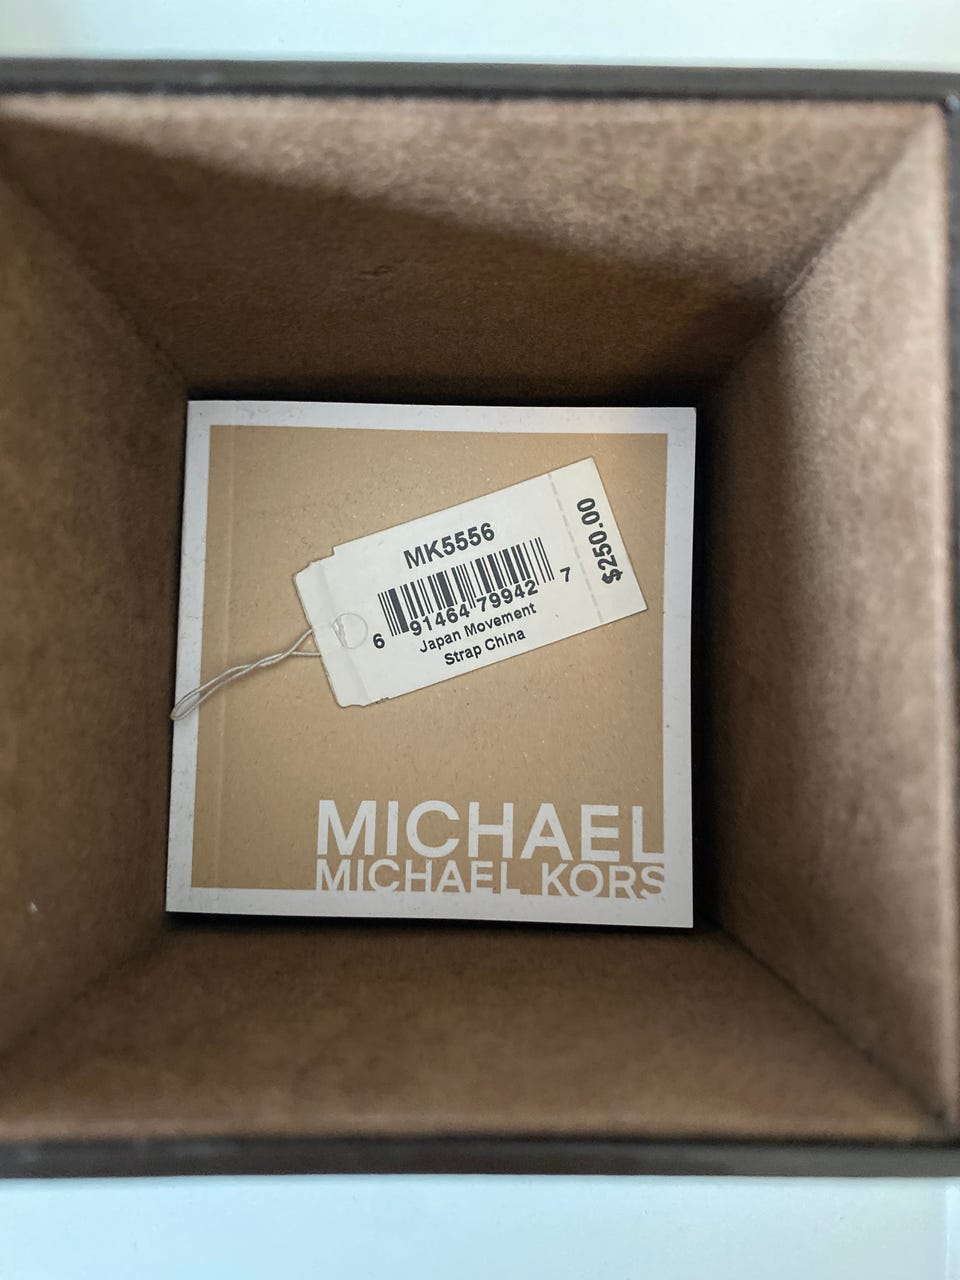 MK5556
6 91464 79942 7
Japan Movement
Strap China
$250.00
MICHAEL
MICHAEL KORS